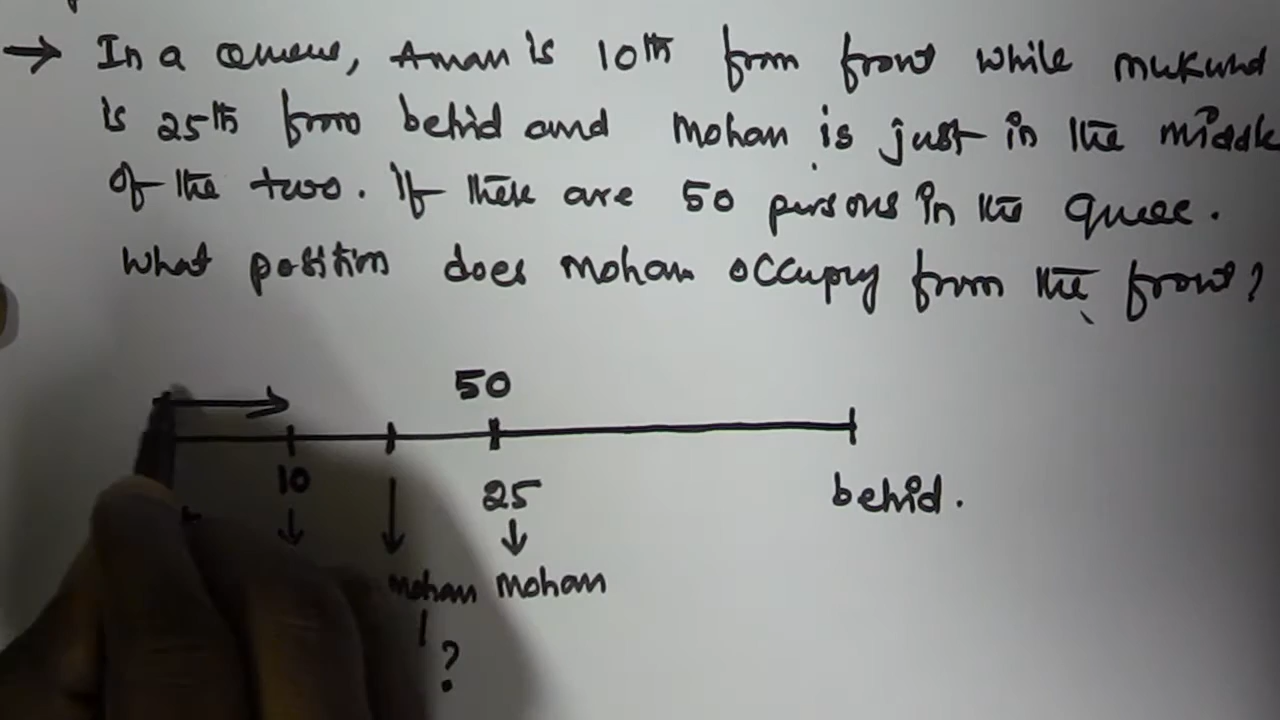 → In a queue, Aman is 10th from front while mukund
is 25th from behid and Mohan is just in the middle
of the two. If there are 50 persons in the queue.
What position does Mohan occupy from the front?
50
10 25 behid.
Mohan Mohan
?